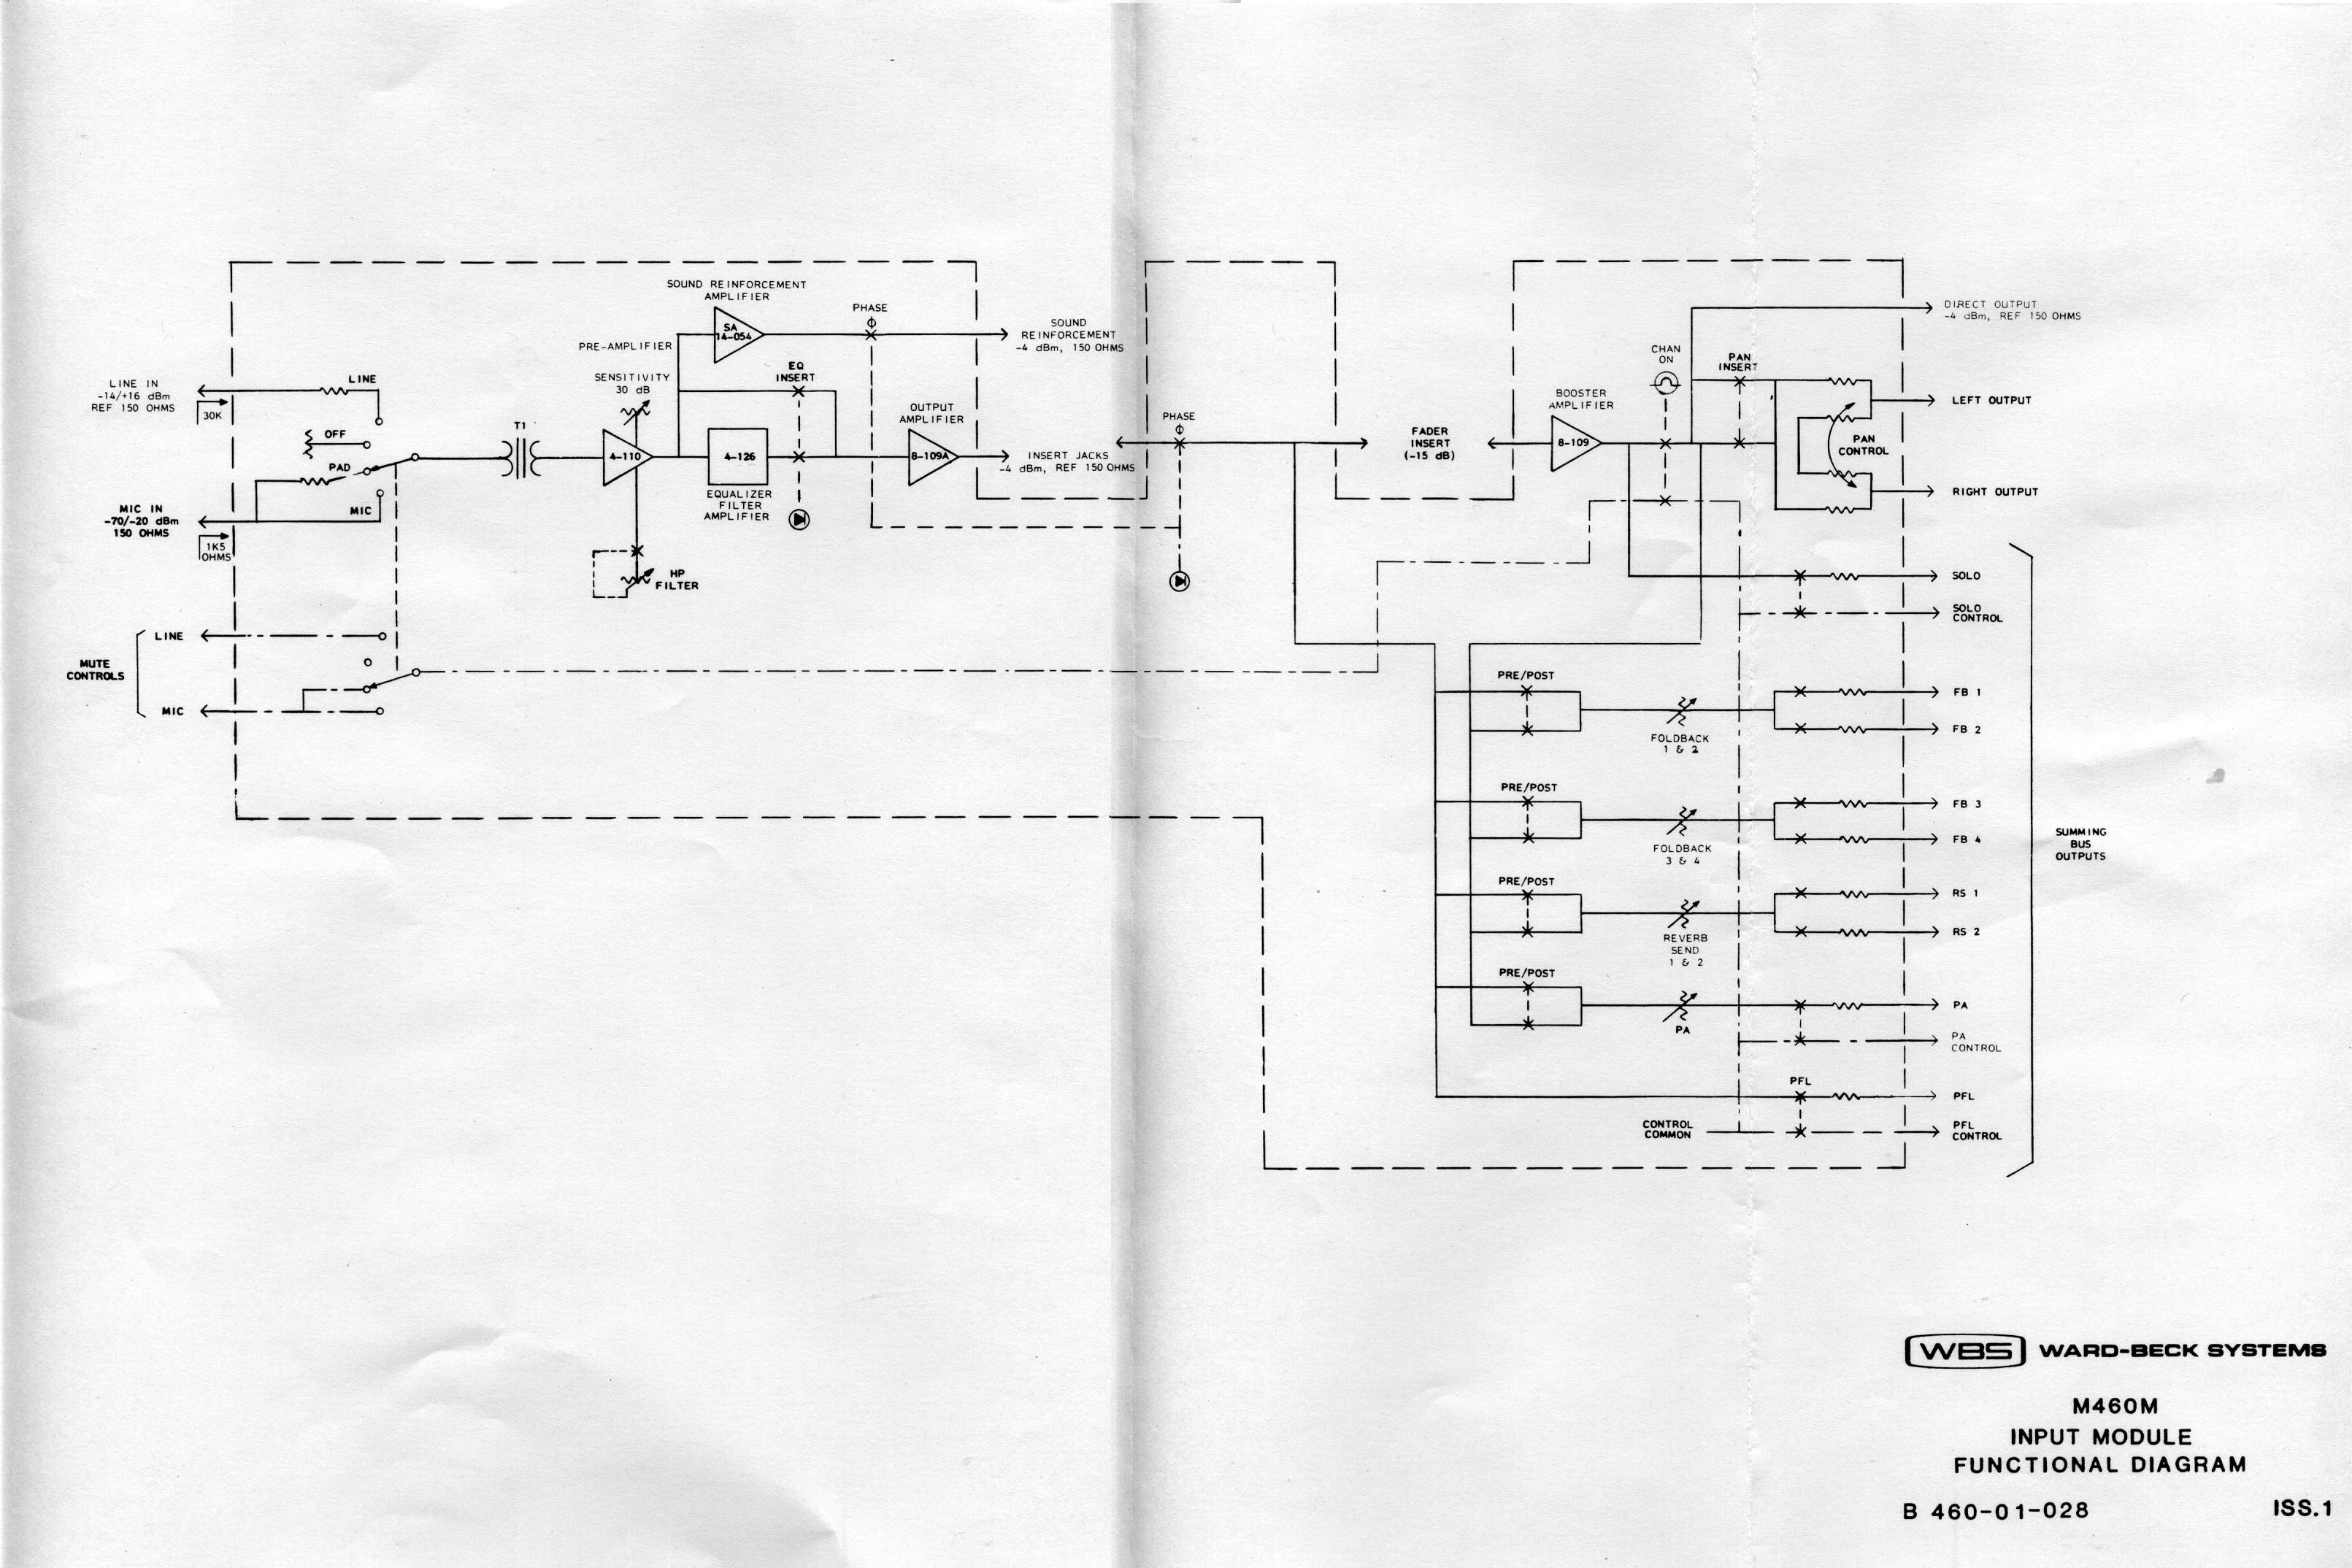 SOUND REINFORCEMENT
AMPLIFIER
SA
14-054
PHASE
Φ
SOUND
REINFORCEMENT
-4 dBm, 150 OHMS
PRE-AMPLIFIER
SENSITIVITY
30 dB
EQ
INSERT
LINE IN
-14/+16 dBm
REF 150 OHMS
30K
LINE
OFF
PAD
MIC
MIC IN
-70/-20 dBm
150 OHMS
1K5
OHMS
T1
4-110
4-126
EQUALIZER
FILTER
AMPLIFIER
OUTPUT
AMPLIFIER
8-109A
INSERT JACKS
-4 dBm, REF 150 OHMS
HP
FILTER
PHASE
Φ
FADER
INSERT
(-15 dB)
BOOSTER
AMPLIFIER
8-109
CHAN
ON
PAN
INSERT
PAN
CONTROL
DIRECT OUTPUT
-4 dBm, REF 150 OHMS
LEFT OUTPUT
RIGHT OUTPUT
SOLO
SOLO
CONTROL
MUTE
CONTROLS
LINE
MIC
PRE/POST
FOLDBACK
1 & 2
FB 1
FB 2
PRE/POST
FOLDBACK
3 & 4
FB 3
FB 4
PRE/POST
REVERB
SEND
1 & 2
RS 1
RS 2
PRE/POST
PA
PA
PA
CONTROL
PFL
PFL
CONTROL
COMMON
PFL
CONTROL
SUMMING
BUS
OUTPUTS
WBS WARD-BECK SYSTEMS
M460M
INPUT MODULE
FUNCTIONAL DIAGRAM
B 460-01-028 ISS.1